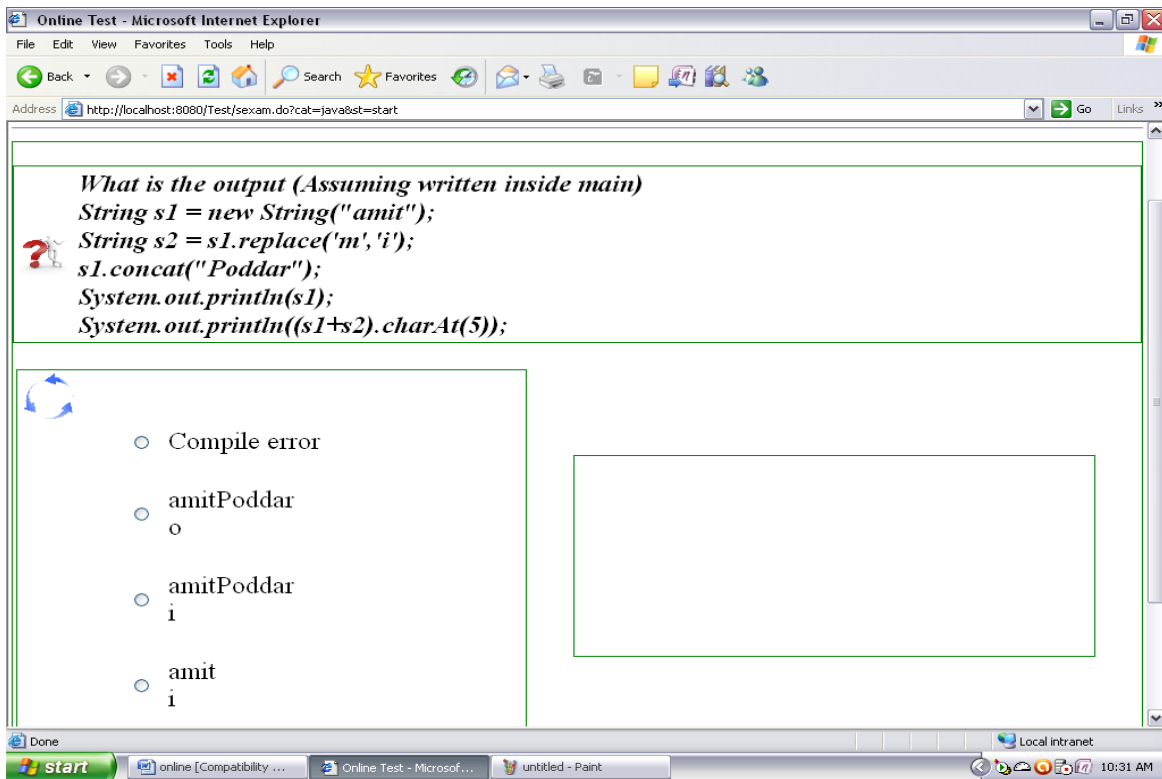 Online Test - Microsoft Internet Explorer
File Edit View Favorites Tools Help
Back Search Favorites
Address http://localhost:8080/Test/sexam.do?cat=java&st=start Go Links »
What is the output (Assuming written inside main)
String s1 = new String("amit");
String s2 = s1.replace('m','i');
s1.concat("Poddar");
System.out.println(s1);
System.out.println((s1+s2).charAt(5));
Compile error
amitPoddar
o
amitPoddar
i
amit
i
Done Local intranet
start online [Compatibility ... Online Test - Microsof... untitled - Paint 10:31 AM